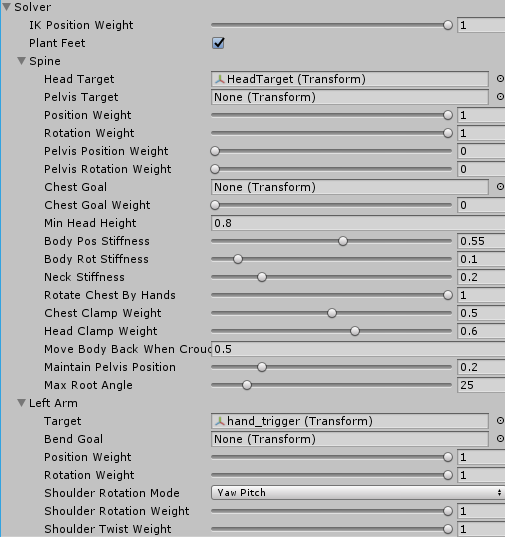 Solver
IK Position Weight 1
Plant Feet
Spine
Head Target HeadTarget (Transform)
Pelvis Target None (Transform)
Position Weight 1
Rotation Weight 1
Pelvis Position Weight 0
Pelvis Rotation Weight 0
Chest Goal None (Transform)
Chest Goal Weight 0
Min Head Height 0.8
Body Pos Stiffness 0.55
Body Rot Stiffness 0.1
Neck Stiffness 0.2
Rotate Chest By Hands 1
Chest Clamp Weight 0.5
Head Clamp Weight 0.6
Move Body Back When Crouc 0.5
Maintain Pelvis Position 0.2
Max Root Angle 25
Left Arm
Target hand_trigger (Transform)
Bend Goal None (Transform)
Position Weight 1
Rotation Weight 1
Shoulder Rotation Mode Yaw Pitch
Shoulder Rotation Weight 1
Shoulder Twist Weight 1